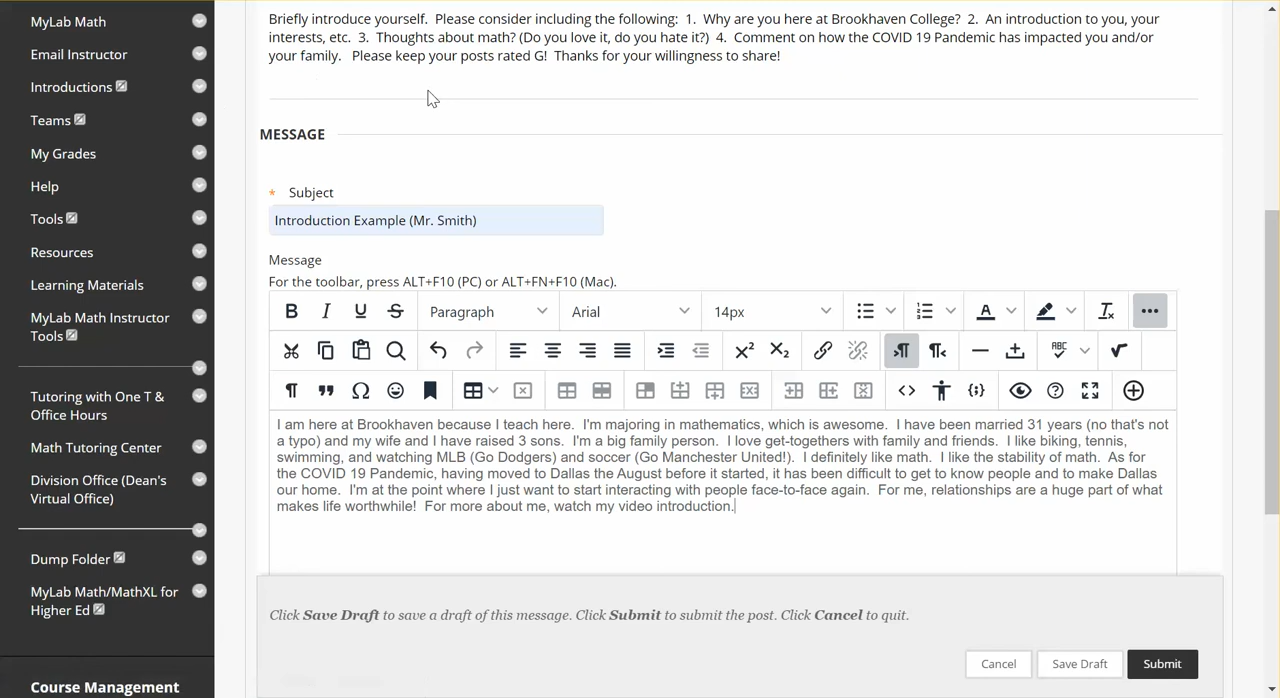 MyLab Math
Email Instructor
Introductions
Teams
My Grades
Help
Tools
Resources
Learning Materials
MyLab Math Instructor
Tools
Tutoring with One T &
Office Hours
Math Tutoring Center
Division Office (Dean's
Virtual Office)
Dump Folder
MyLab Math/MathXL for
Higher Ed
Course Management
Briefly introduce yourself.  Please consider including the following:  1.  Why are you here at Brookhaven College?  2.  An introduction to you, your
interests, etc.  3.  Thoughts about math? (Do you love it, do you hate it?)  4.  Comment on how the COVID 19 Pandemic has impacted you and/or
your family.   Please keep your posts rated G!  Thanks for your willingness to share!
MESSAGE
* Subject
Introduction Example (Mr. Smith)
Message
For the toolbar, press ALT+F10 (PC) or ALT+FN+F10 (Mac).
B I U S Paragraph Arial 14px A
ABC
I am here at Brookhaven because I teach here.  I'm majoring in mathematics, which is awesome.  I have been married 31 years (no that's not
a typo) and my wife and I have raised 3 sons.  I'm a big family person.  I love get-togethers with family and friends.  I like biking, tennis,
swimming, and watching MLB (Go Dodgers) and soccer (Go Manchester United!).  I definitely like math.  I like the stability of math.  As for
the COVID 19 Pandemic, having moved to Dallas the August before it started, it has been difficult to get to know people and to make Dallas
our home.  I'm at the point where I just want to start interacting with people face-to-face again.  For me, relationships are a huge part of what
makes life worthwhile!  For more about me, watch my video introduction.
Click Save Draft to save a draft of this message. Click Submit to submit the post. Click Cancel to quit.
Cancel Save Draft Submit